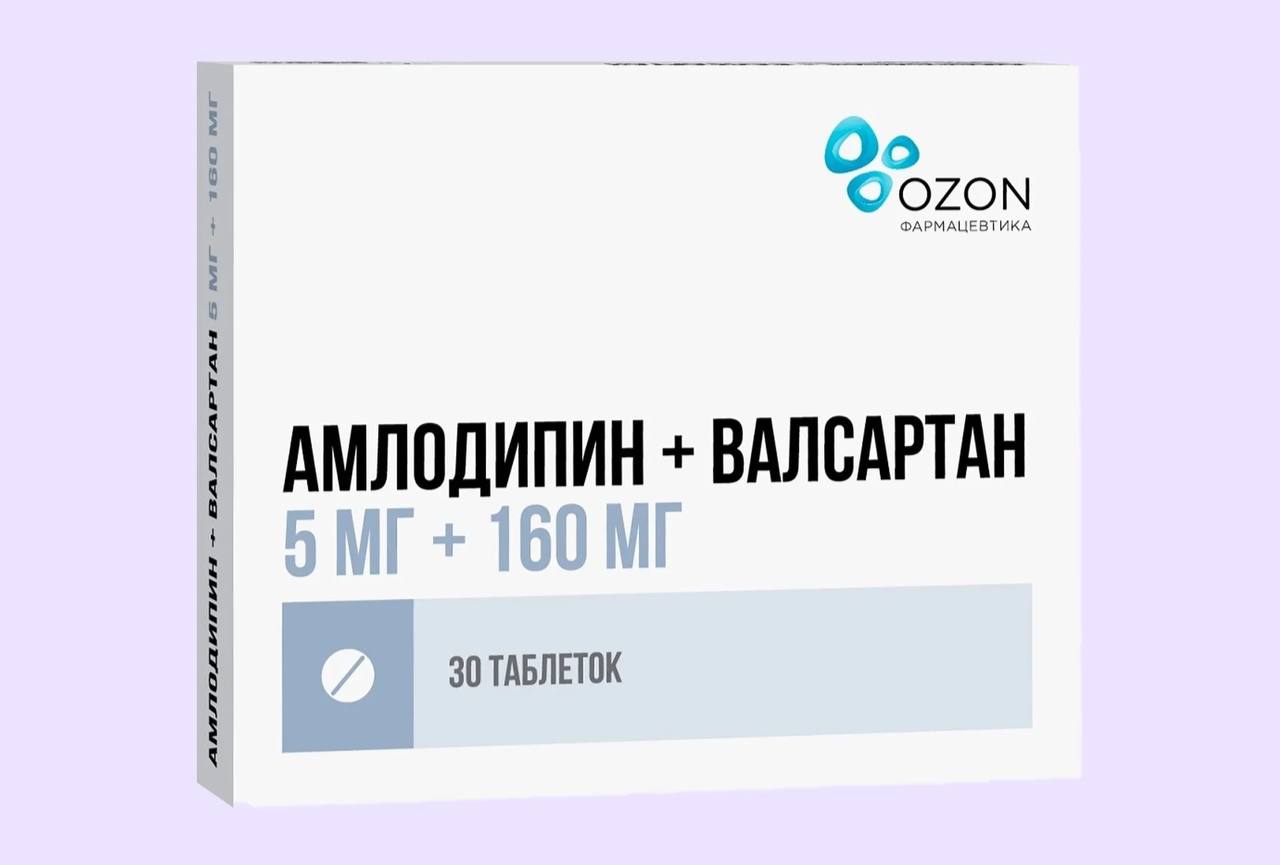 OZON
ФАРМАЦЕВТИКА
АМЛОДИПИН + ВАЛСАРТАН
5 МГ + 160 МГ
30 ТАБЛЕТОК
АМЛОДИПИН + ВАЛСАРТАН 5 МГ + 160 МГ